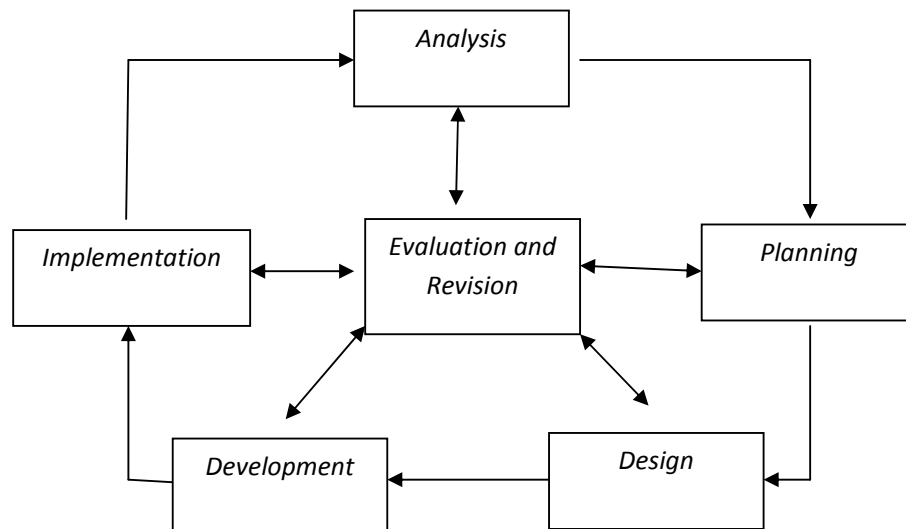 Analysis
Implementation
Evaluation and
Revision
Planning
Development
Design